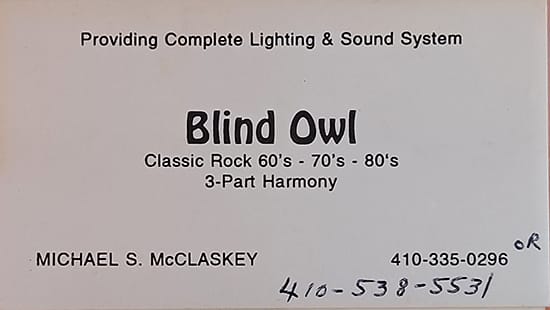 Providing Complete Lighting & Sound System
Blind Owl
Classic Rock 60's - 70's - 80's
3-Part Harmony
MICHAEL S. McCLASKEY 410-335-0296 OR
410-538-5531